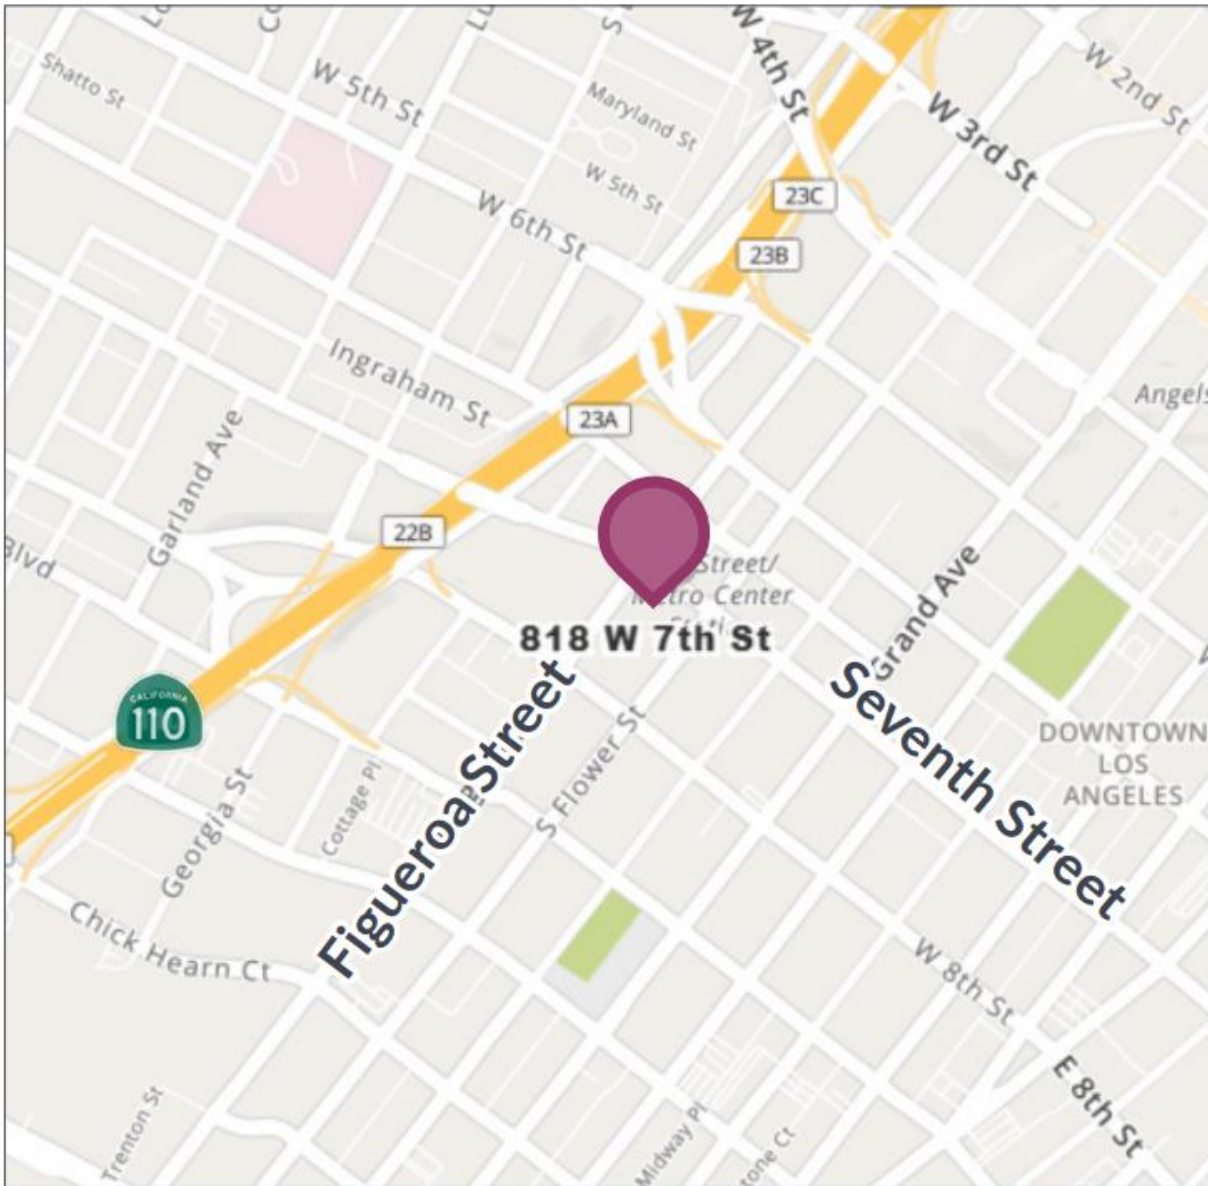 W 4th St
W 2nd St
Shatto St
W 5th St
Maryland St
W 3rd St
W 5th St
23C
W 6th St
23B
Ingraham St
Angels
23A
Garland Ave
22B
Blvd
Street/
Metro Center
818 W 7th St
Grand Ave
Figueroa Street
Seventh Street
CALIFORNIA
110
S Flower St
DOWNTOWN
LOS
ANGELES
Georgia St
Cottage Pl
Chick Hearn Ct
W 8th St
E 8th St
Trenton St
Midway Pl
tone Ct